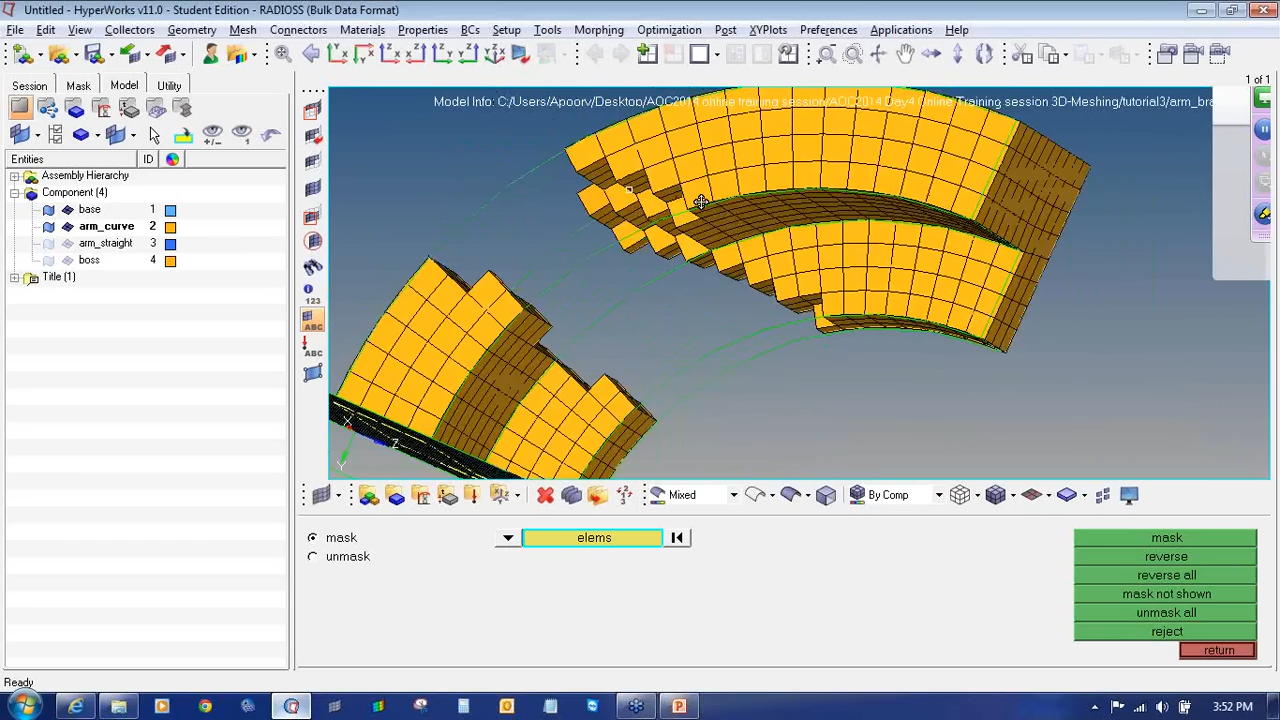 Untitled - HyperWorks v11.0 - Student Edition - RADIOSS (Bulk Data Format)
File Edit View Collectors Geometry Mesh Connectors Materials Properties BCs Setup Tools Morphing Optimization Post XYPlots Preferences Applications Help
1 of 1
Session Mask Model Utility
Model Info: C:/Users/Apoorv/Desktop/AOC2014 online training session/AOC2014 Day4 Online Training session 3D-Meshing/tutorial3/arm_bra
Entities ID
Assembly Hierarchy
Component (4)
base 1
arm_curve 2
arm_straight 3
boss 4
Title (1)
123
ABC
ABC
X
Z
Y
Mixed
By Comp
mask
unmask
elems
mask
reverse
reverse all
mask not shown
unmask all
reject
return
Ready
3:52 PM